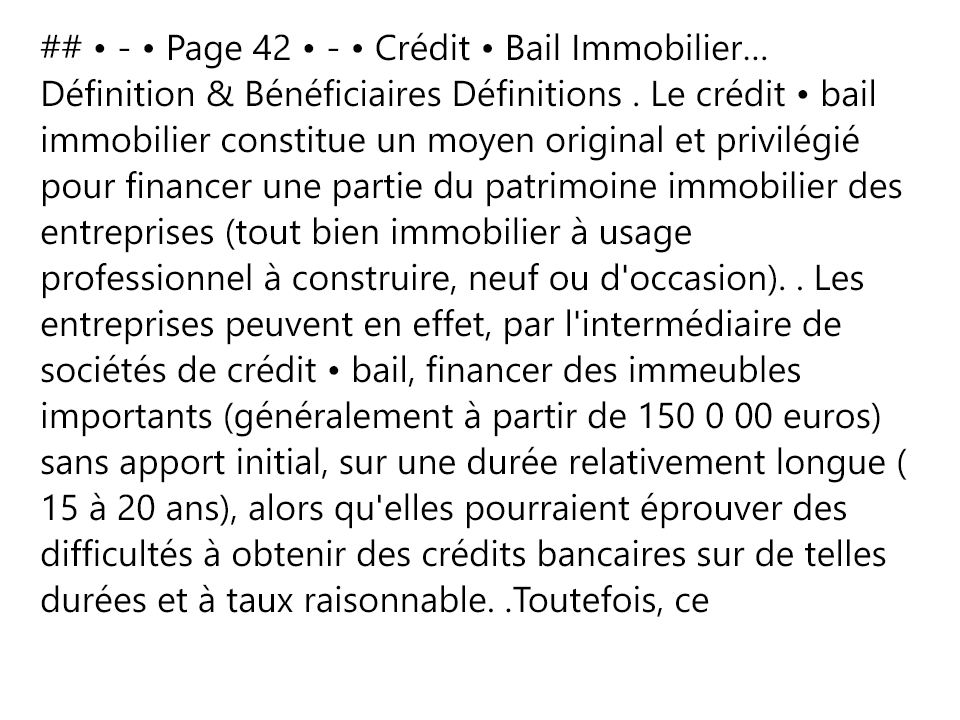 ## • - • Page 42 • - • Crédit • Bail Immobilier...
Définition & Bénéficiaires Définitions . Le crédit • bail
immobilier constitue un moyen original et privilégié
pour financer une partie du patrimoine immobilier des
entreprises (tout bien immobilier à usage
professionnel à construire, neuf ou d'occasion). . Les
entreprises peuvent en effet, par l'intermédiaire de
sociétés de crédit • bail, financer des immeubles
importants (généralement à partir de 150 0 00 euros)
sans apport initial, sur une durée relativement longue (
15 à 20 ans), alors qu'elles pourraient éprouver des
difficultés à obtenir des crédits bancaires sur de telles
durées et à taux raisonnable. .Toutefois, ce